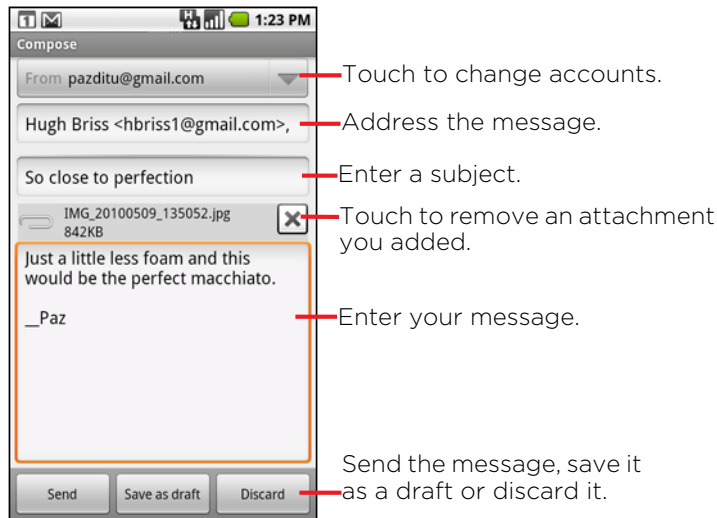 1 1:23 PM
Compose
From pazditu@gmail.com
Touch to change accounts.
Hugh Briss <hbriss1@gmail.com>,
Address the message.
So close to perfection
Enter a subject.
IMG_20100509_135052.jpg
842KB
Touch to remove an attachment
you added.
Just a little less foam and this
would be the perfect macchiato.
__Paz
Enter your message.
Send Save as draft Discard
Send the message, save it
as a draft or discard it.